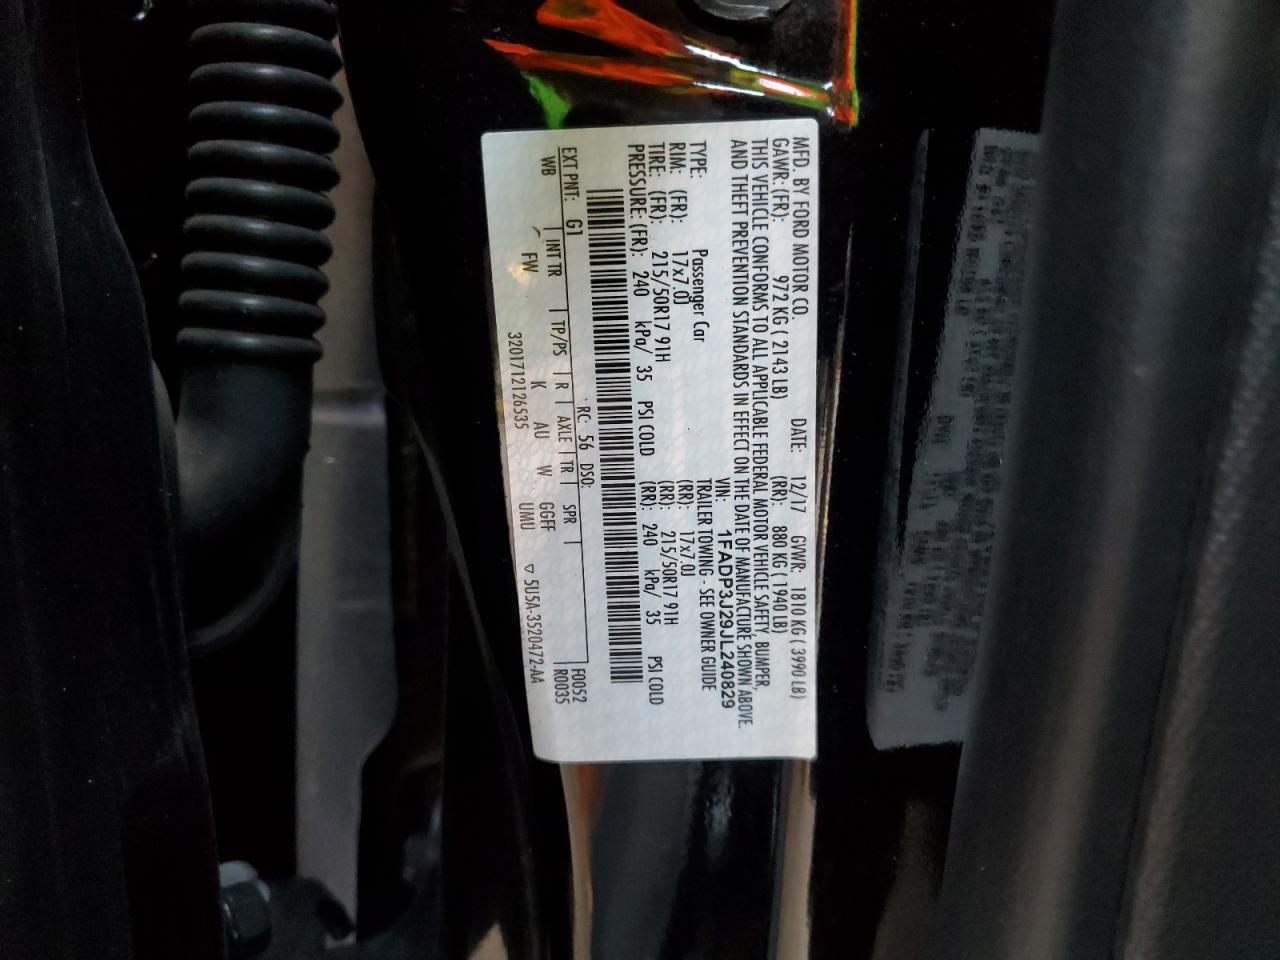 MFD. BY FORD MOTOR CO.
DATE: 12/17 GVWR: 1810 KG ( 3990 LB)
GAWR: (FR): 972 KG ( 2143 LB) (RR): 880 KG ( 1940 LB)
THIS VEHICLE CONFORMS TO ALL APPLICABLE FEDERAL MOTOR VEHICLE SAFETY, BUMPER,
AND THEFT PREVENTION STANDARDS IN EFFECT ON THE DATE OF MANUFACTURE SHOWN ABOVE.
VIN: 1FADP3J29JL240829
TYPE: Passenger Car TRAILER TOWING - SEE OWNER GUIDE
RIM: (FR): 17x7.0J (RR): 17x7.0J
TIRE: (FR): 215/50R17 91H (RR): 215/50R17 91H
PRESSURE: (FR): 240 kPa/ 35 PSI COLD (RR): 240 kPa/ 35 PSI COLD
RC: 56 DSO: F0052
EXT PNT: G1 R0035
WB | INT TR | TP/PS | R | AXLE | TR | SPR |
FW K AU W GGFF
3201712126535 UMU ▽ 5U5A-3520472-AA